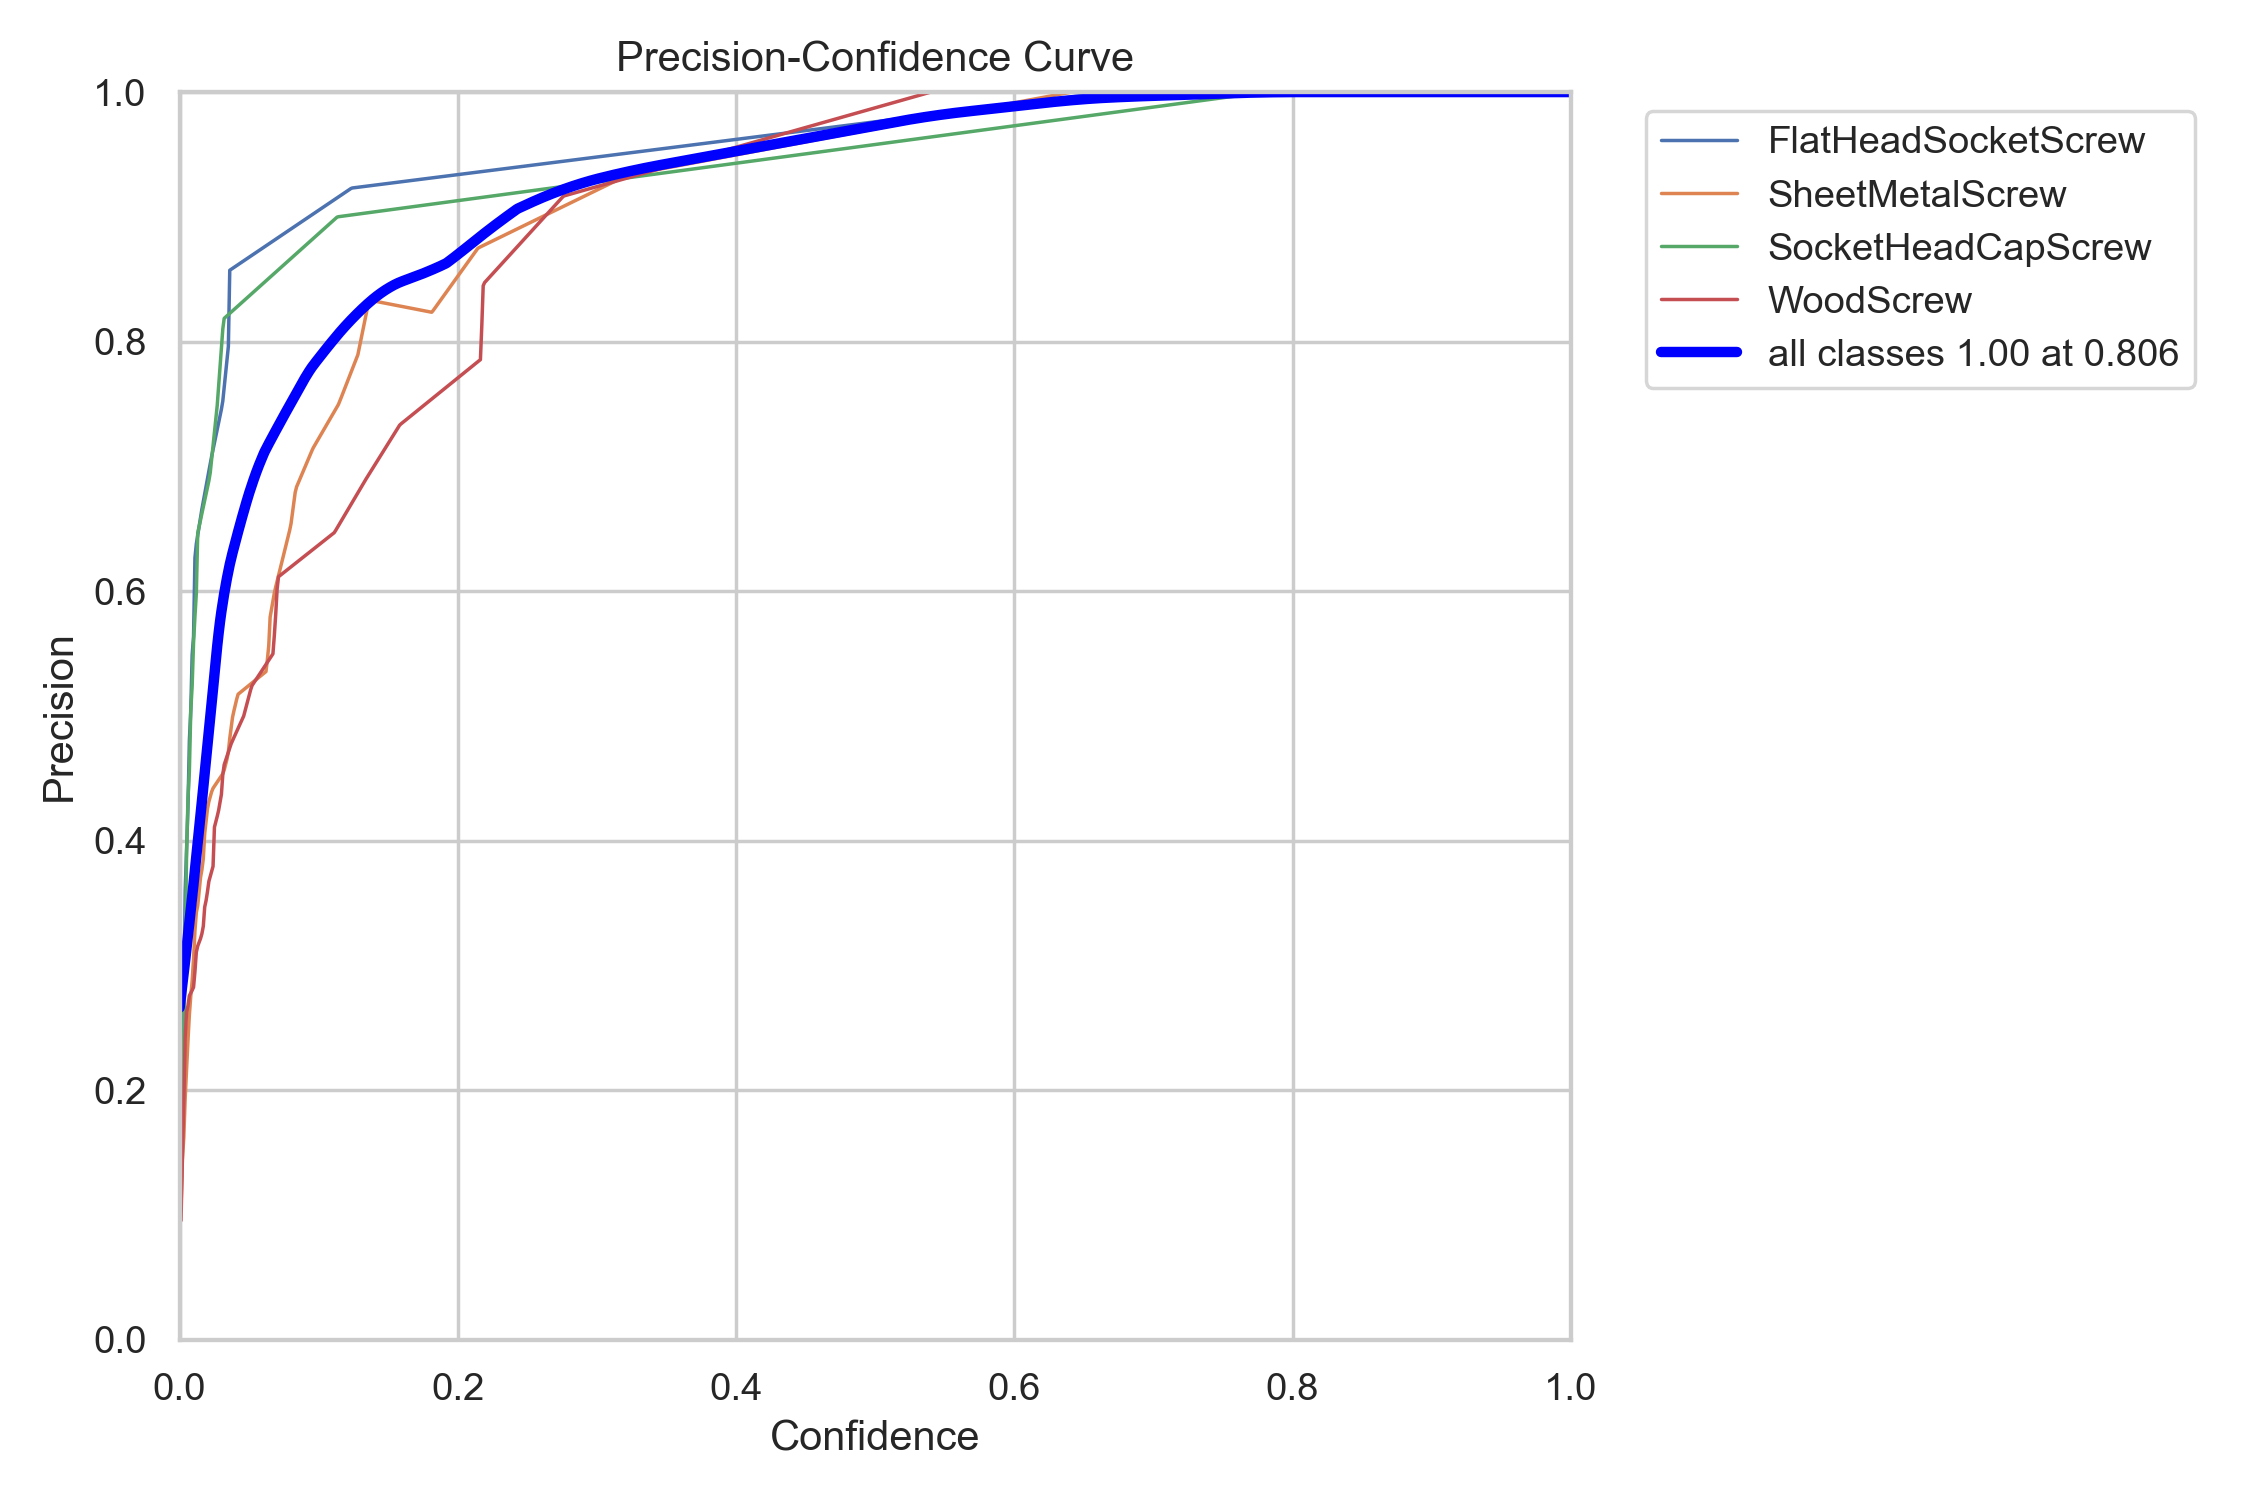 Precision-Confidence Curve
1.0
0.8
0.6
0.4
0.2
0.0
Precision
0.0 0.2 0.4 0.6 0.8 1.0
Confidence
FlatHeadSocketScrew
SheetMetalScrew
SocketHeadCapScrew
WoodScrew
all classes 1.00 at 0.806